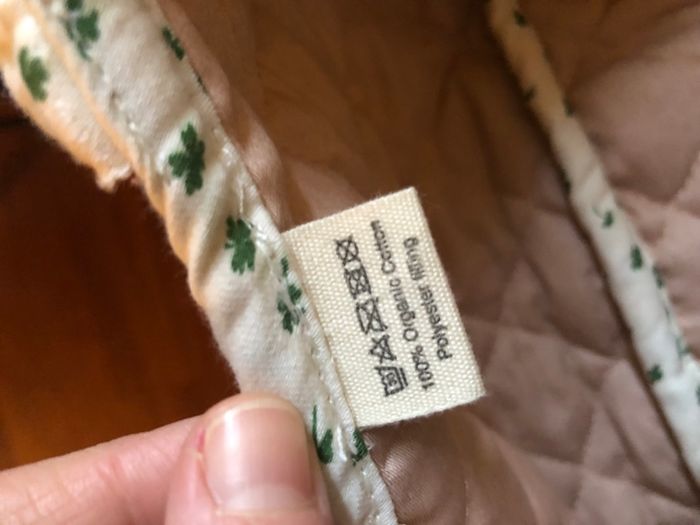 100% Organic Cotton
Polyester filling